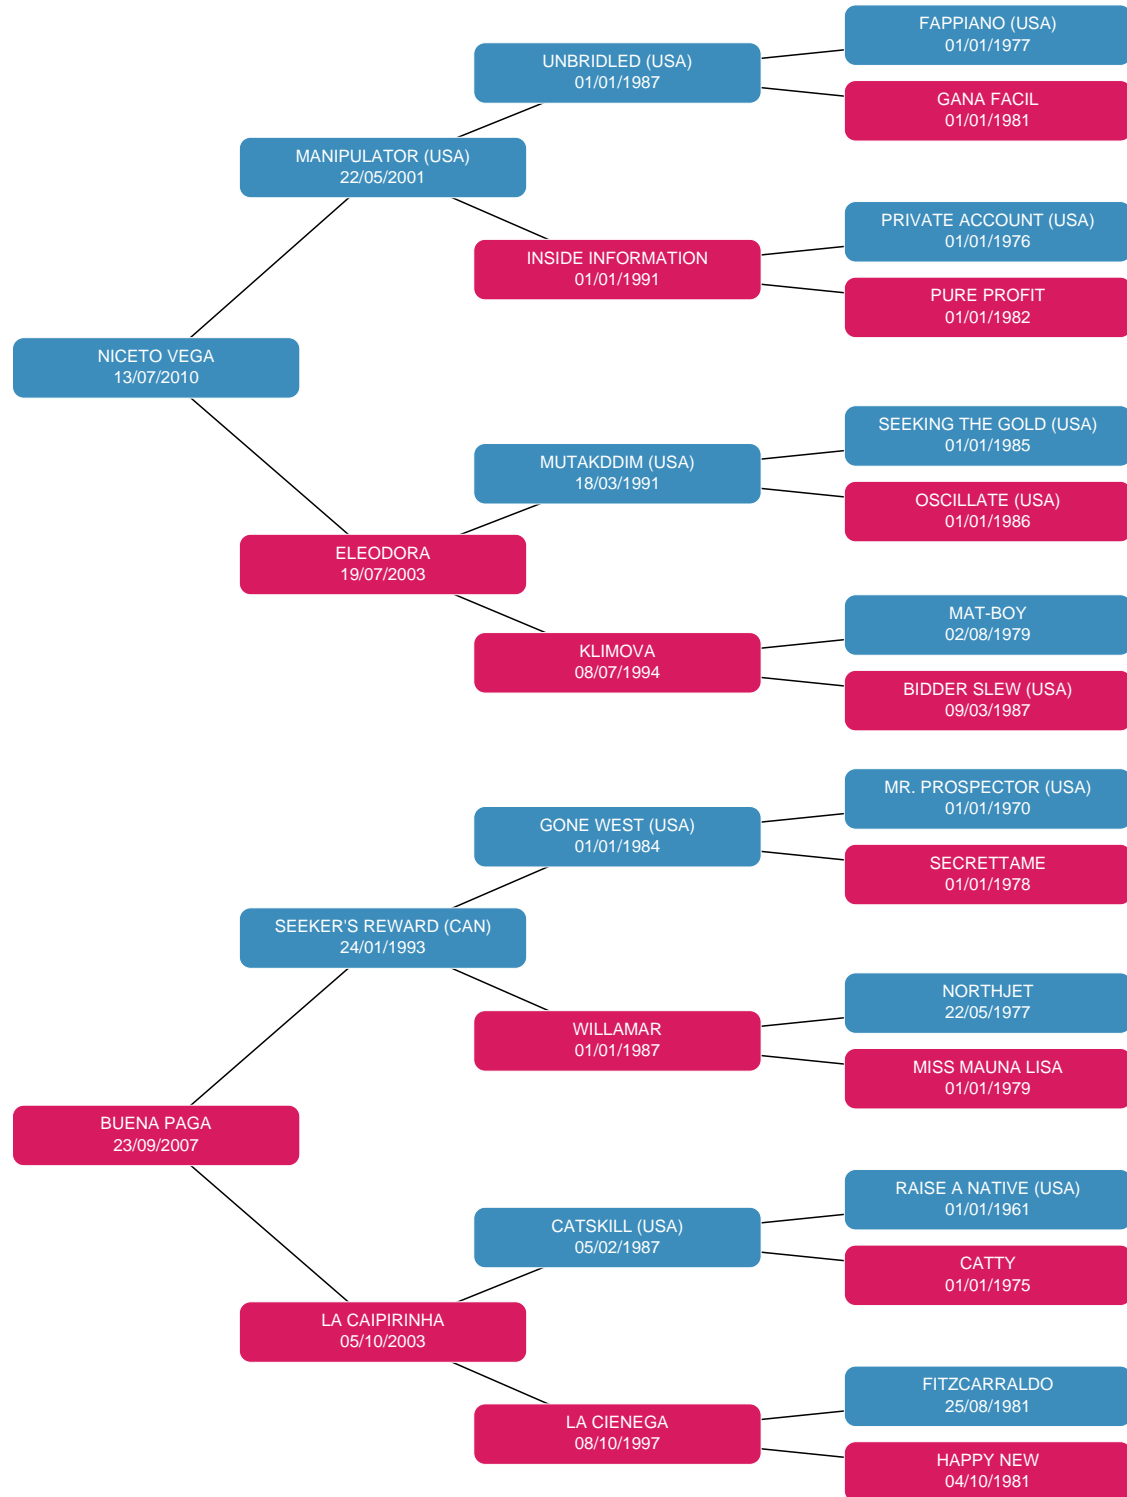 FAPPIANO (USA)
01/01/1977
UNBRIDLED (USA)
01/01/1987
GANA FACIL
01/01/1981
MANIPULATOR (USA)
22/05/2001
PRIVATE ACCOUNT (USA)
01/01/1976
INSIDE INFORMATION
01/01/1991
PURE PROFIT
01/01/1982
NICETO VEGA
13/07/2010
SEEKING THE GOLD (USA)
01/01/1985
MUTAKDDIM (USA)
18/03/1991
OSCILLATE (USA)
01/01/1986
ELEODORA
19/07/2003
MAT-BOY
02/08/1979
KLIMOVA
08/07/1994
BIDDER SLEW (USA)
09/03/1987
MR. PROSPECTOR (USA)
01/01/1970
GONE WEST (USA)
01/01/1984
SECRETTAME
01/01/1978
SEEKER'S REWARD (CAN)
24/01/1993
NORTHJET
22/05/1977
WILLAMAR
01/01/1987
MISS MAUNA LISA
01/01/1979
BUENA PAGA
23/09/2007
RAISE A NATIVE (USA)
01/01/1961
CATSKILL (USA)
05/02/1987
CATTY
01/01/1975
LA CAIPIRINHA
05/10/2003
FITZCARRALDO
25/08/1981
LA CIENEGA
08/10/1997
HAPPY NEW
04/10/1981